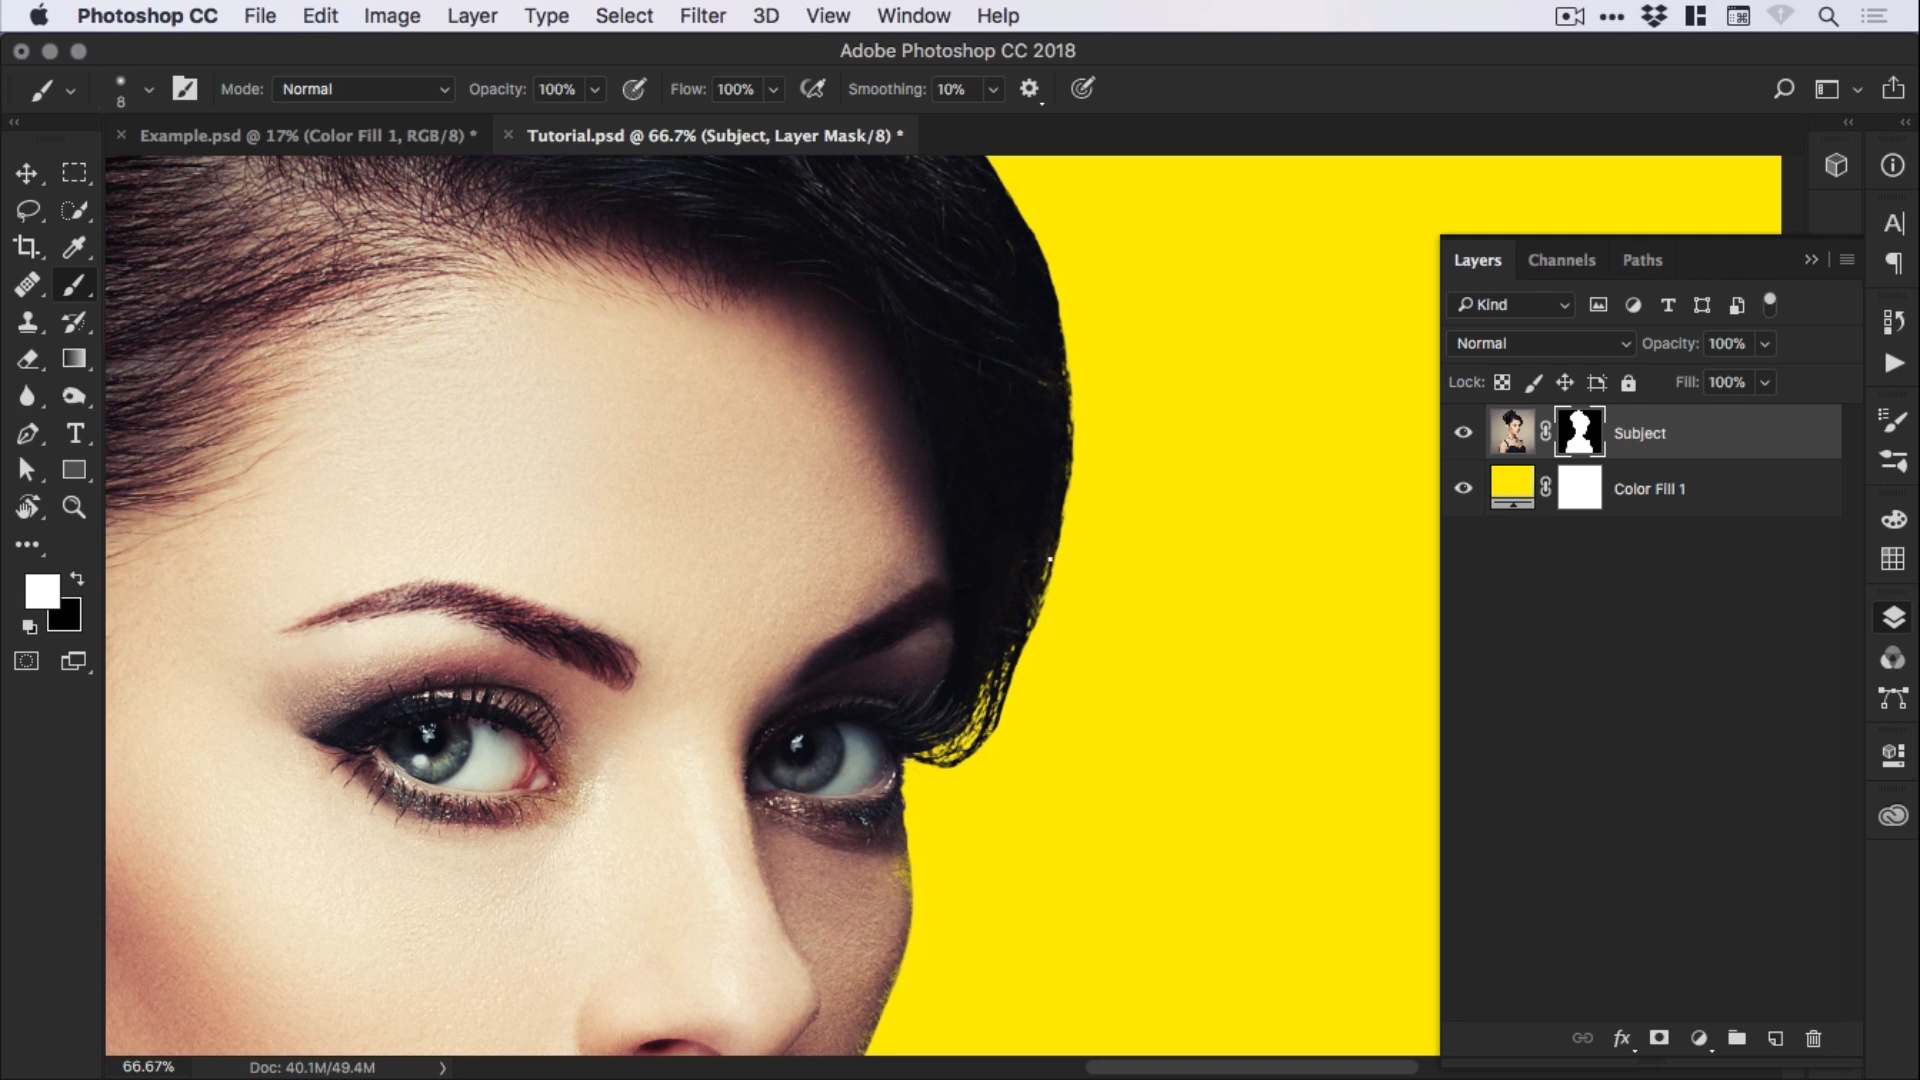 Photoshop CC File Edit Image Layer Type Select Filter 3D View Window Help
Adobe Photoshop CC 2018
8 Mode: Normal Opacity: 100% Flow: 100% Smoothing: 10%
Example.psd @ 17% (Color Fill 1, RGB/8) * Tutorial.psd @ 66.7% (Subject, Layer Mask/8) *
Layers Channels Paths
Kind
Normal Opacity: 100%
Lock: Fill: 100%
Subject
Color Fill 1
fx
66.67% Doc: 40.1M/49.4M